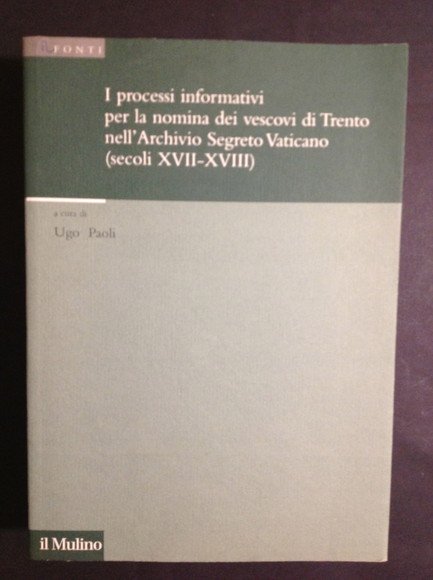 FONTI
I processi informativi
per la nomina dei vescovi di Trento
nell'Archivio Segreto Vaticano
(secoli XVII-XVIII)
a cura di
Ugo Paoli
il Mulino